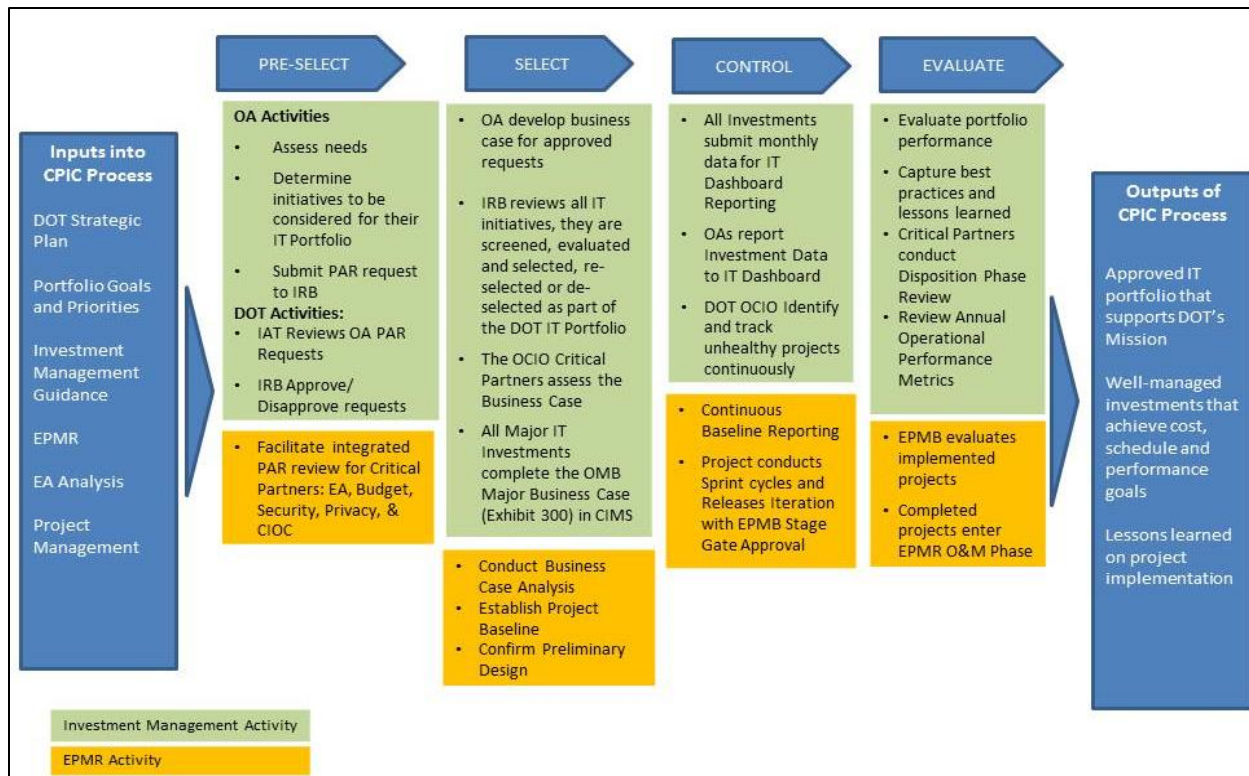 PRE-SELECT
SELECT
CONTROL
EVALUATE
Inputs into
CPIC Process
DOT Strategic
Plan
Portfolio Goals
and Priorities
Investment
Management
Guidance
EPMR
EA Analysis
Project
Management
OA Activities
• Assess needs
• Determine
initiatives to be
considered for their
IT Portfolio
• Submit PAR request
to IRB
DOT Activities:
• IAT Reviews OA PAR
Requests
• IRB Approve/
Disapprove requests
• Facilitate integrated
PAR review for Critical
Partners: EA, Budget,
Security, Privacy, &
CIOC
• OA develop business
case for approved
requests
• IRB reviews all IT
initiatives, they are
screened, evaluated
and selected, re-
selected or de-
selected as part of
the DOT IT Portfolio
• The OCIO Critical
Partners assess the
Business Case
• All Major IT
Investments
complete the OMB
Major Business Case
(Exhibit 300) in CIMS
• Conduct Business
Case Analysis
• Establish Project
Baseline
• Confirm Preliminary
Design
• All Investments
submit monthly
data for IT
Dashboard
Reporting
• OAs report
Investment Data
to IT Dashboard
• DOT OCIO Identify
and track
unhealthy projects
continuously
• Continuous
Baseline Reporting
• Project conducts
Sprint cycles and
Releases Iteration
with EPMB Stage
Gate Approval
• Evaluate portfolio
performance
• Capture best
practices and
lessons learned
• Critical Partners
conduct
Disposition Phase
Review
• Review Annual
Operational
Performance
Metrics
• EPMB evaluates
implemented
projects
• Completed
projects enter
EPMR O&M Phase
Outputs of
CPIC Process
Approved IT
portfolio that
supports DOT's
Mission
Well-managed
investments that
achieve cost,
schedule and
performance
goals
Lessons learned
on project
implementation
Investment Management Activity
EPMR Activity